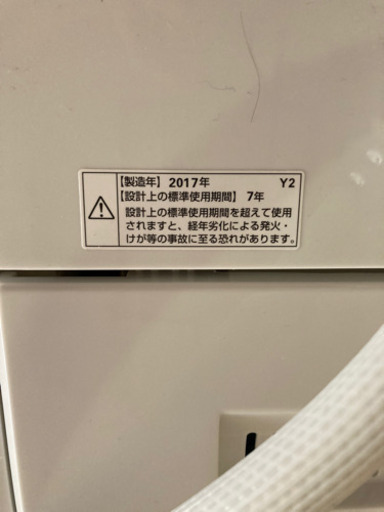 【製造年】2017年 Y2
【設計上の標準使用期間】7年
設計上の標準使用期間を超えて使用
されますと、経年劣化による発火・
けが等の事故に至る恐れがあります。